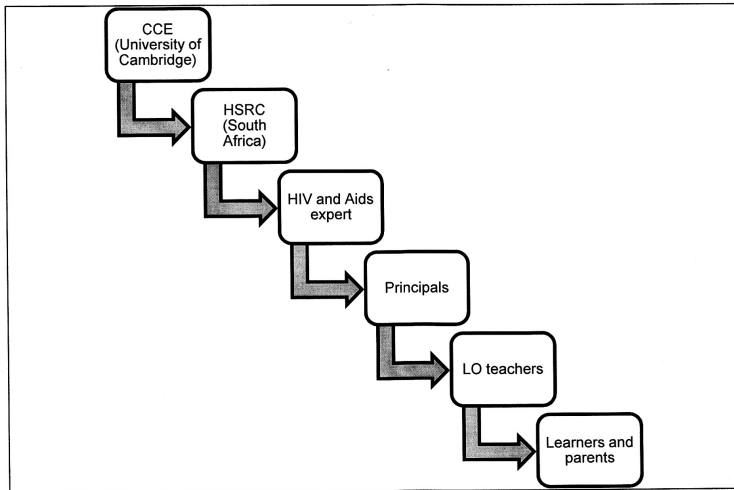 CCE
(University of
Cambridge)
HSRC
(South
Africa)
HIV and Aids
expert
Principals
LO teachers
Learners and
parents